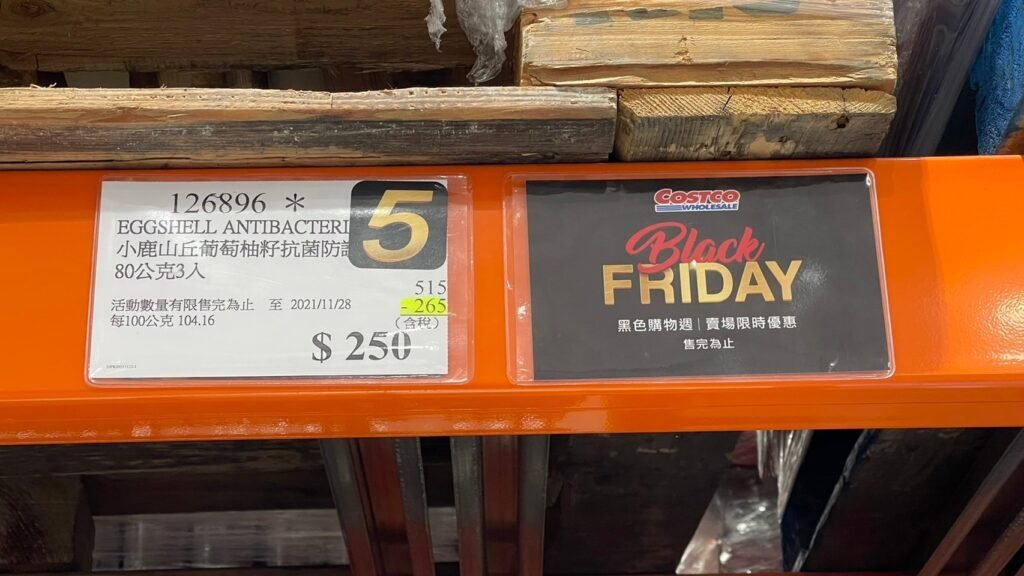 126896 *
EGGSHELL ANTIBACTERI
小鹿山丘葡萄柚籽抗菌防
80公克3入
5
515
-265
活動數量有限售完為止 至 2021/11/28
(含稅)
每100公克 104.16
$ 250
COSTCO
WHOLESALE
Black
FRIDAY
黑色購物週|賣場限時優惠
售完為止